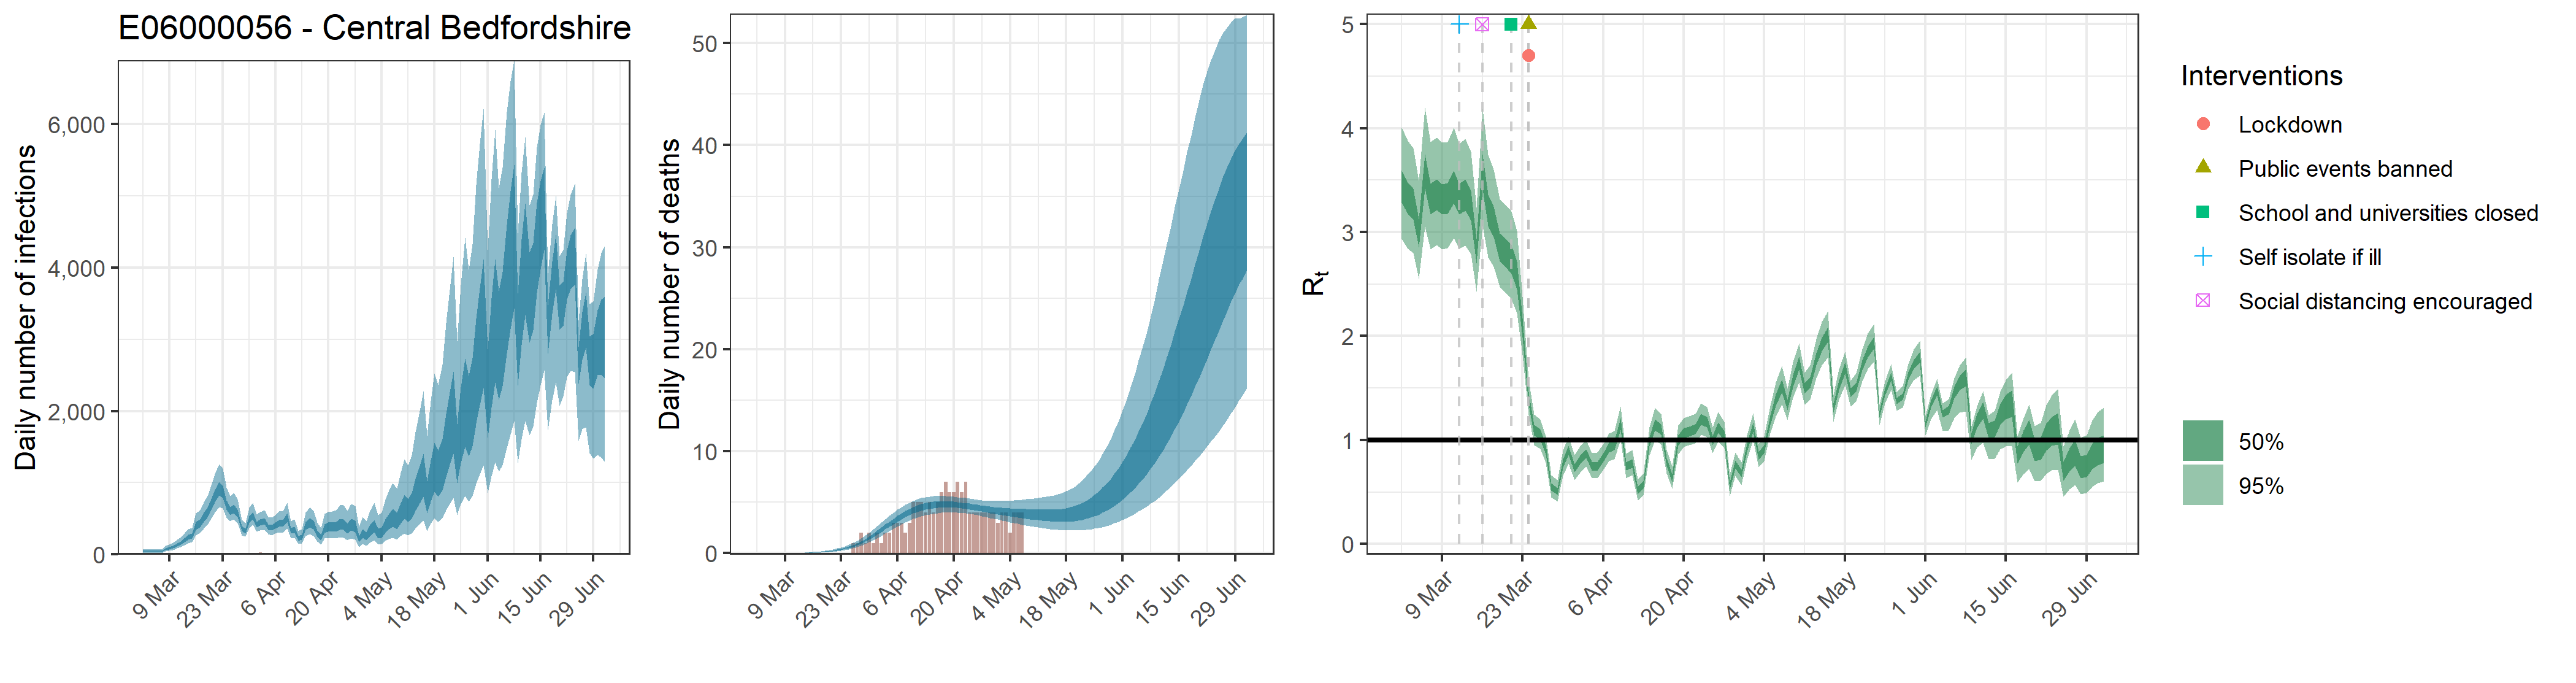 E06000056 - Central Bedfordshire
Daily number of infections
6,000
4,000
2,000
0
9 Mar
23 Mar
6 Apr
20 Apr
4 May
18 May
1 Jun
15 Jun
29 Jun
Daily number of deaths
50
40
30
20
10
0
9 Mar
23 Mar
6 Apr
20 Apr
4 May
18 May
1 Jun
15 Jun
29 Jun
Rt
5
4
3
2
1
0
9 Mar
23 Mar
6 Apr
20 Apr
4 May
18 May
1 Jun
15 Jun
29 Jun
Interventions
Lockdown
Public events banned
School and universities closed
Self isolate if ill
Social distancing encouraged
50%
95%